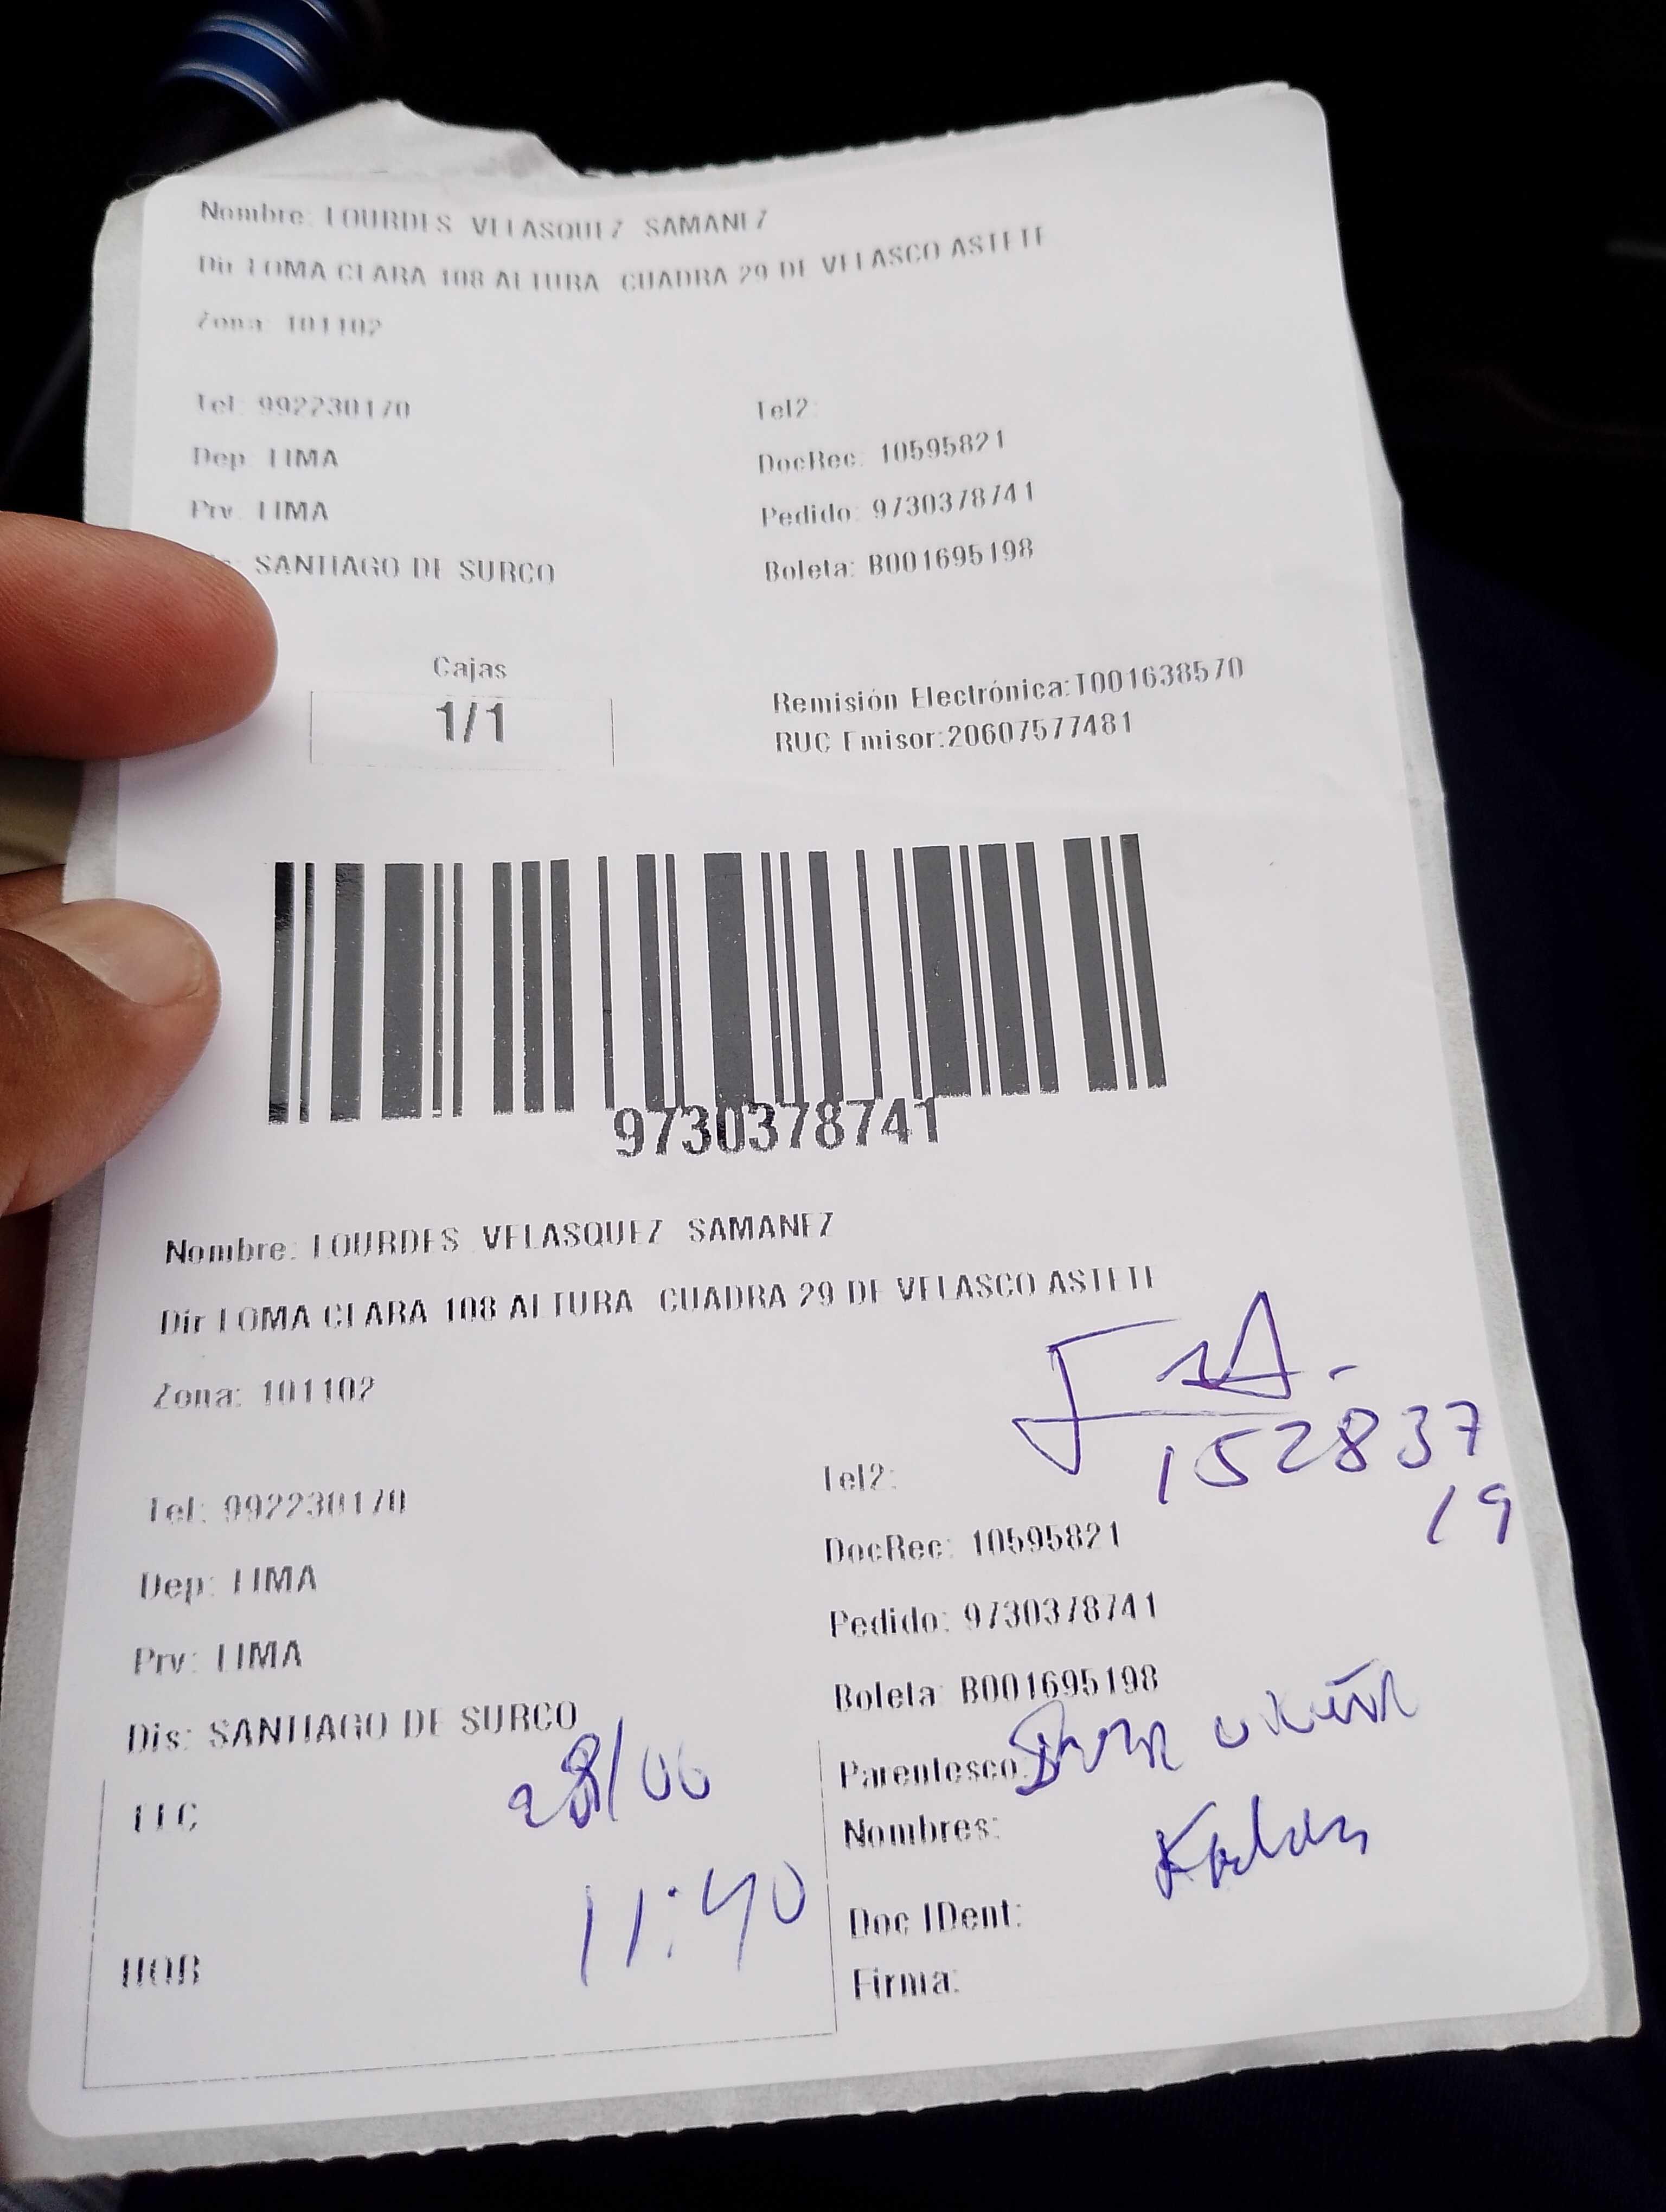 Nombre: LOURDES VELASQUEZ SAMANEZ
Dir LOMA CLARA 108 ALTURA CUADRA 29 DE VELASCO ASTETE
Zona: 101102
Tel: 992230170 Tel2:
Dep: LIMA DocRec: 10595821
Prv: LIMA Pedido: 9730378741
: SANTIAGO DE SURCO Boleta: B001695198
Cajas
1/1
Remisión Electrónica:T001638570
RUC Emisor:20607577481
9730378741
Nombre: LOURDES VELASQUEZ SAMANEZ
Dir LOMA CLARA 108 ALTURA CUADRA 29 DE VELASCO ASTETE
Zona: 101102
152837
19
Tel: 992230170 Tel2:
Dep: LIMA DocRec: 10595821
Prv: LIMA Pedido: 9730378741
Dis: SANTIAGO DE SURCO Boleta: B001695198
FEC 28/06
HOR 11:40
Parentesco:
Nombres:
Doc IDent:
Firma: